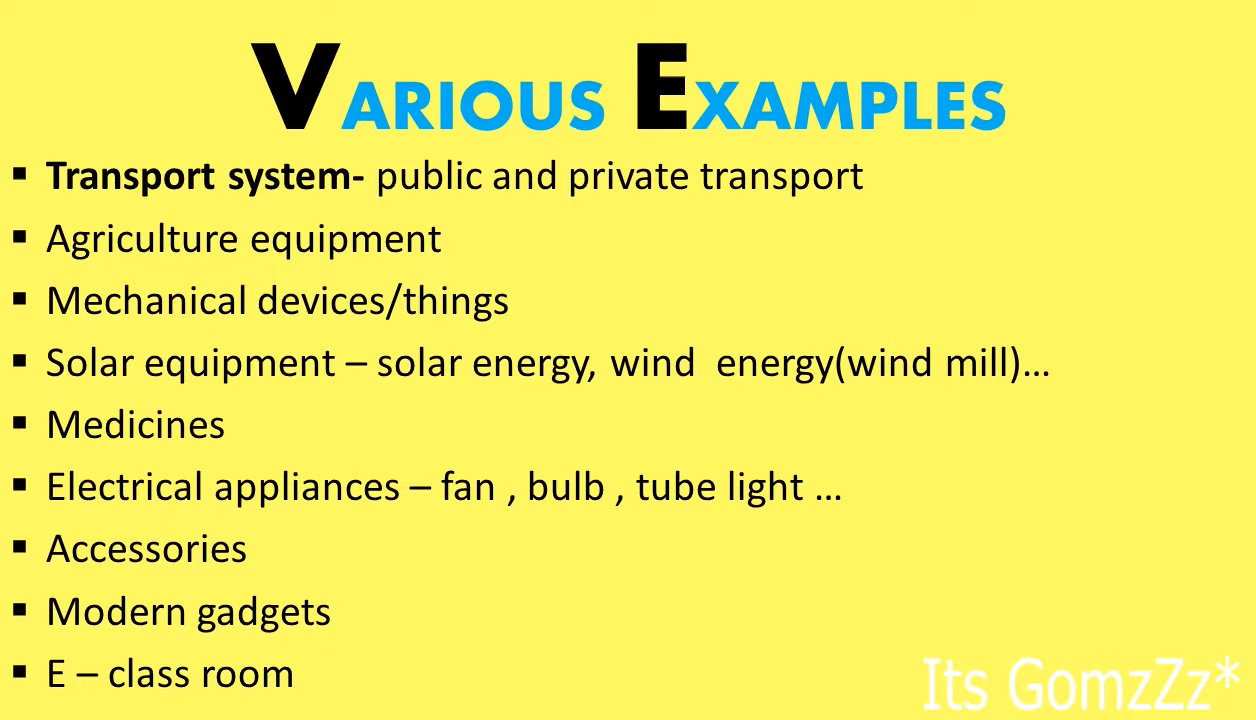 VARIOUS EXAMPLES
▪ Transport system- public and private transport
▪ Agriculture equipment
▪ Mechanical devices/things
▪ Solar equipment – solar energy, wind  energy(wind mill)...
▪ Medicines
▪ Electrical appliances – fan , bulb , tube light ...
▪ Accessories
▪ Modern gadgets
▪ E – class room
Its GomzZz*